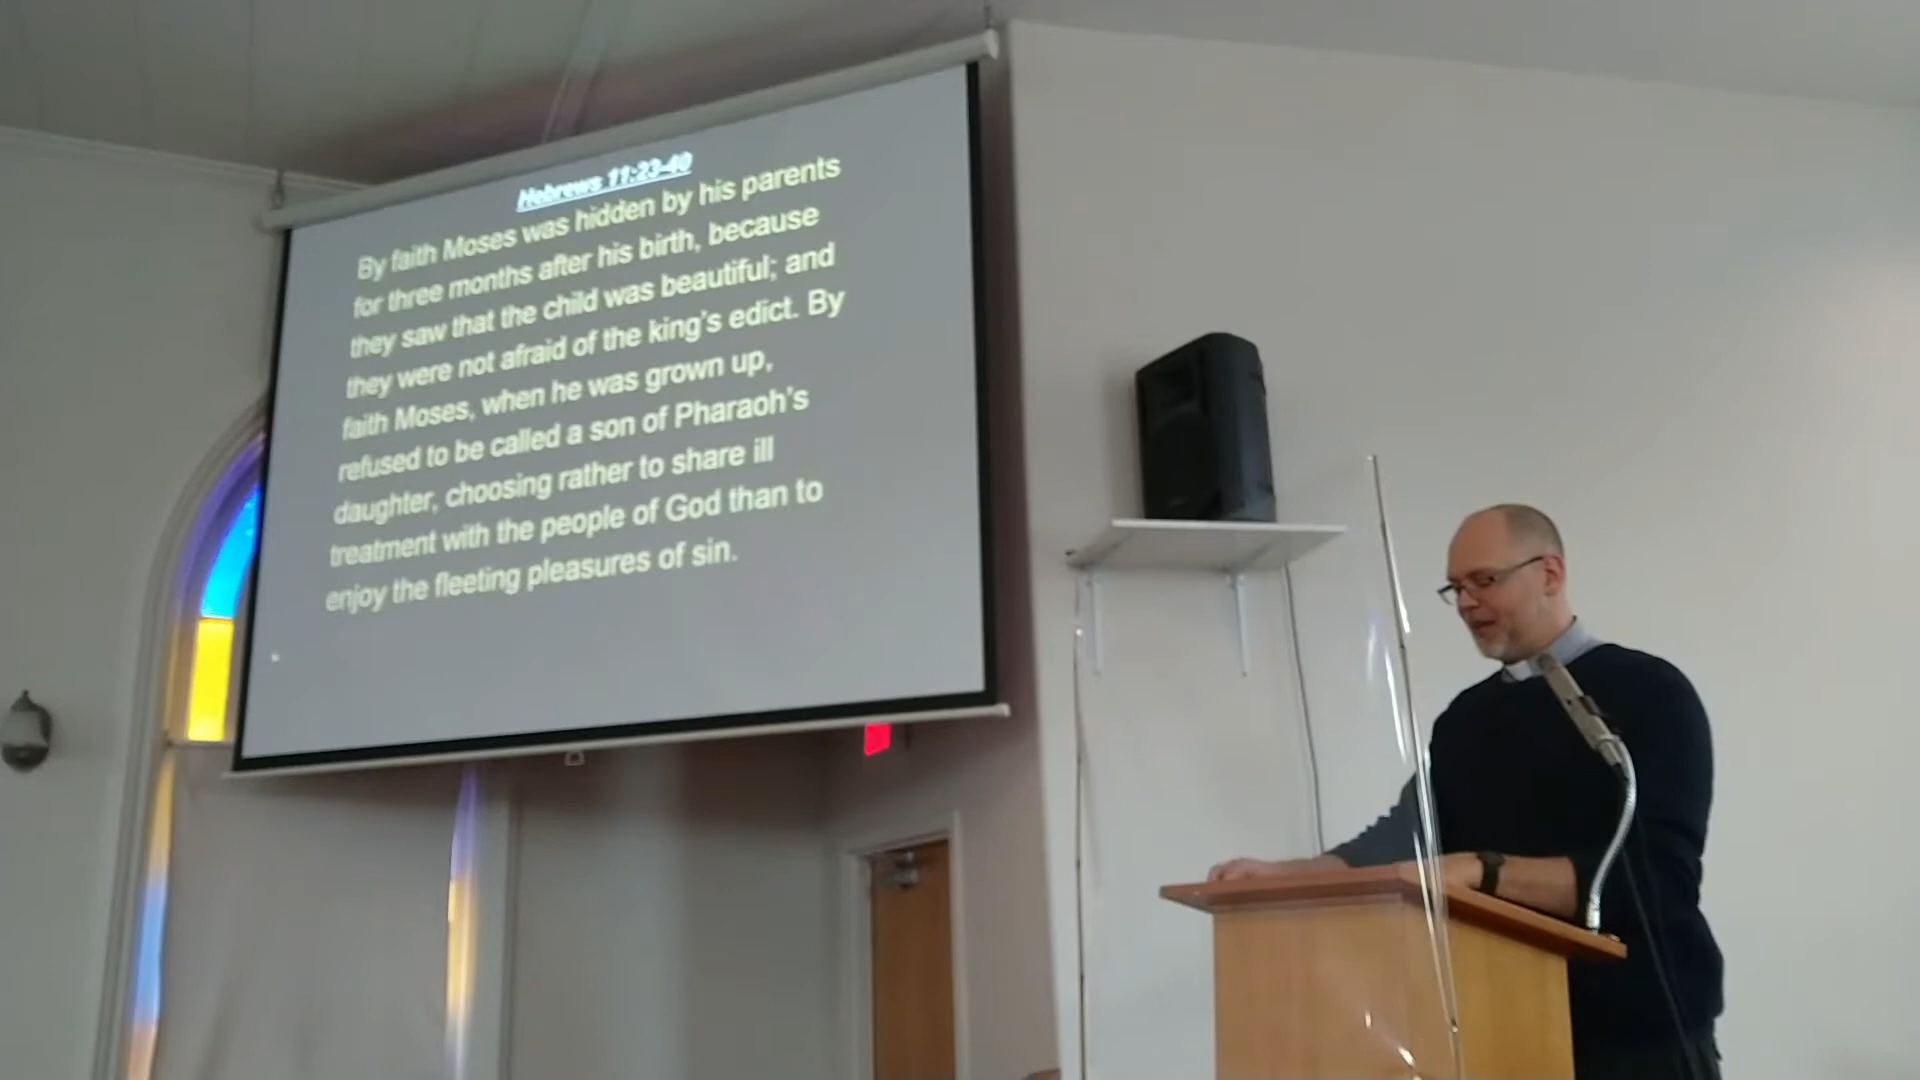 Hebrews 11:23-40
By faith Moses was hidden by his parents
for three months after his birth, because
they saw that the child was beautiful; and
they were not afraid of the king's edict. By
faith Moses, when he was grown up,
refused to be called a son of Pharaoh's
daughter, choosing rather to share ill
treatment with the people of God than to
enjoy the fleeting pleasures of sin.